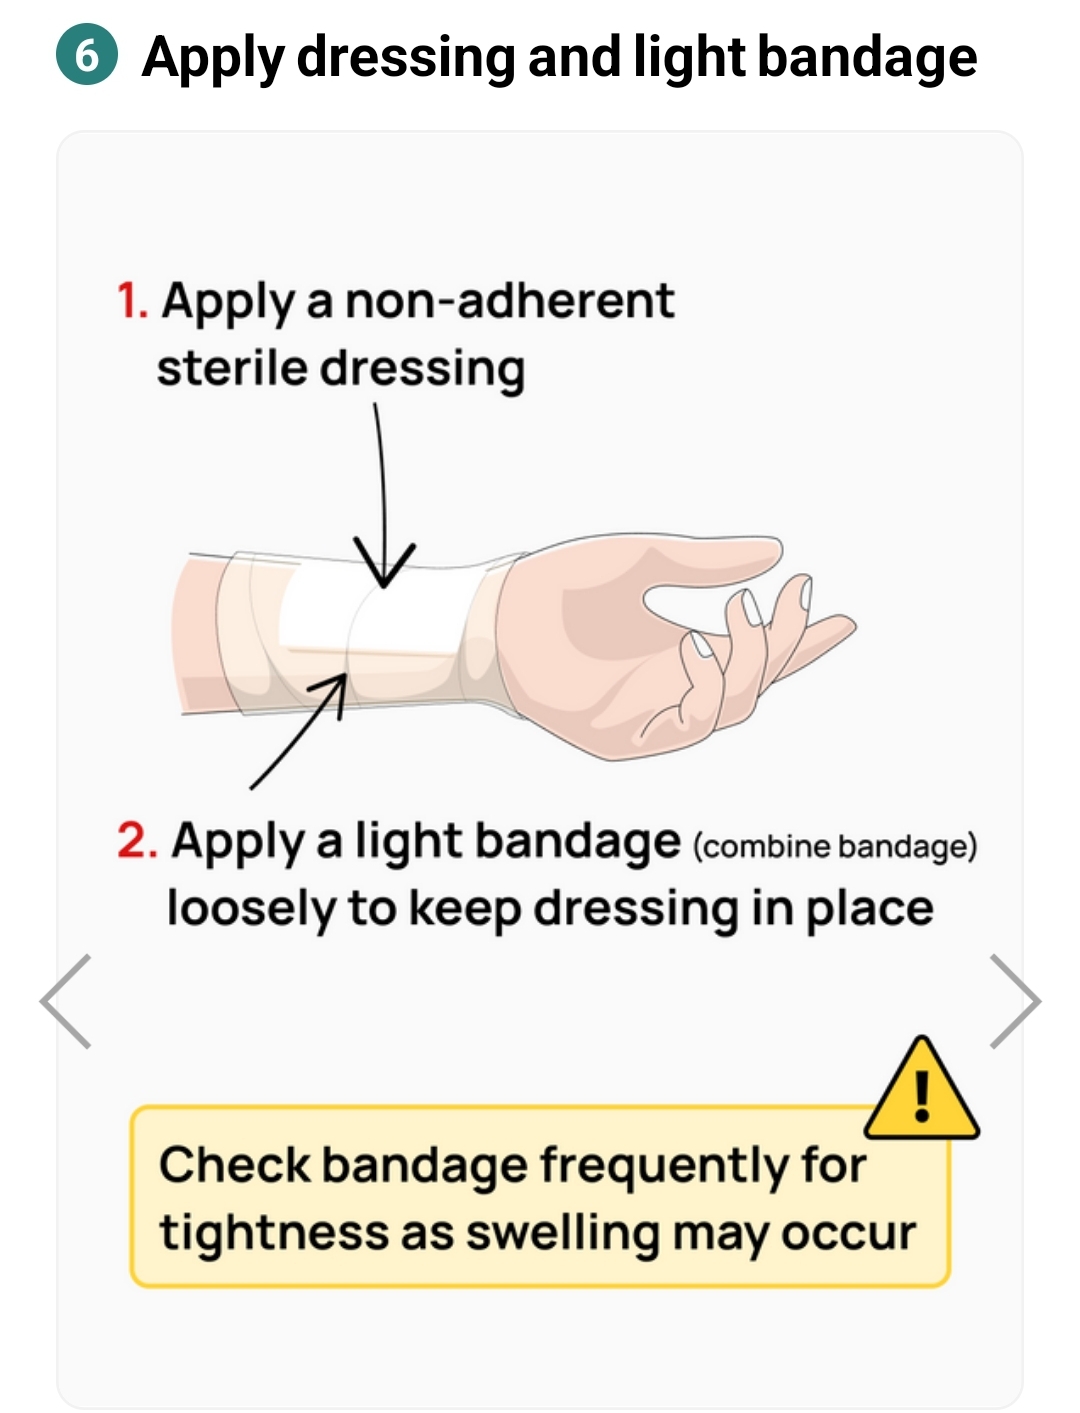 6 Apply dressing and light bandage
1. Apply a non-adherent
sterile dressing
2. Apply a light bandage (combine bandage)
loosely to keep dressing in place
!
Check bandage frequently for
tightness as swelling may occur